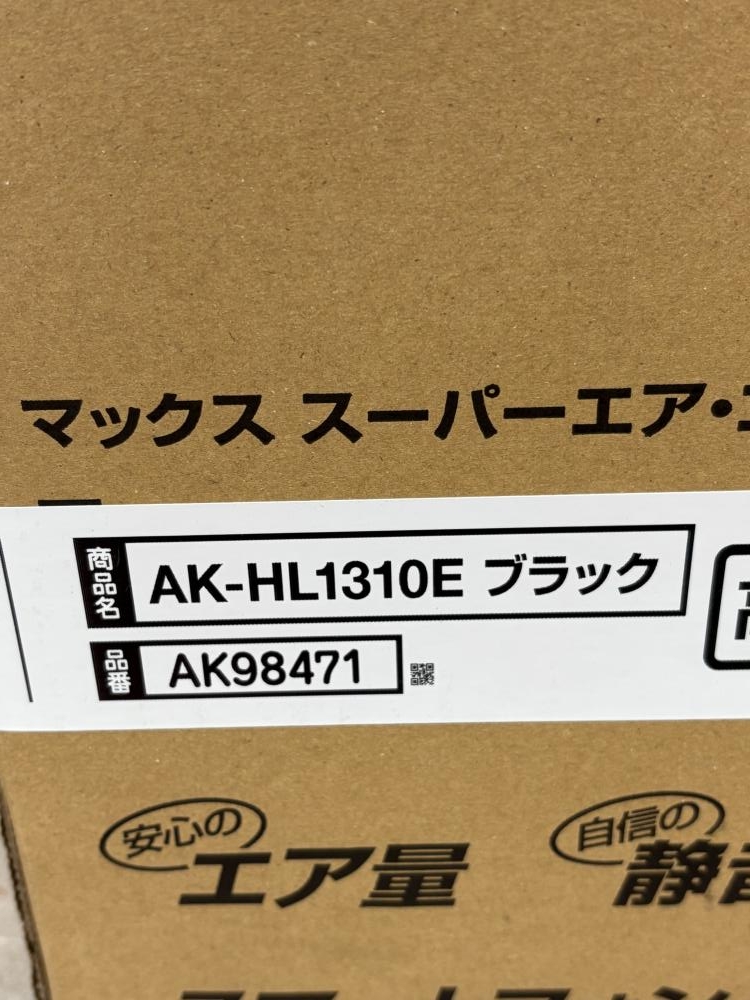 マックス スーパーエア・
商品名 AK-HL1310E ブラック
品番 AK98471
安心の
エア量
自信の
静